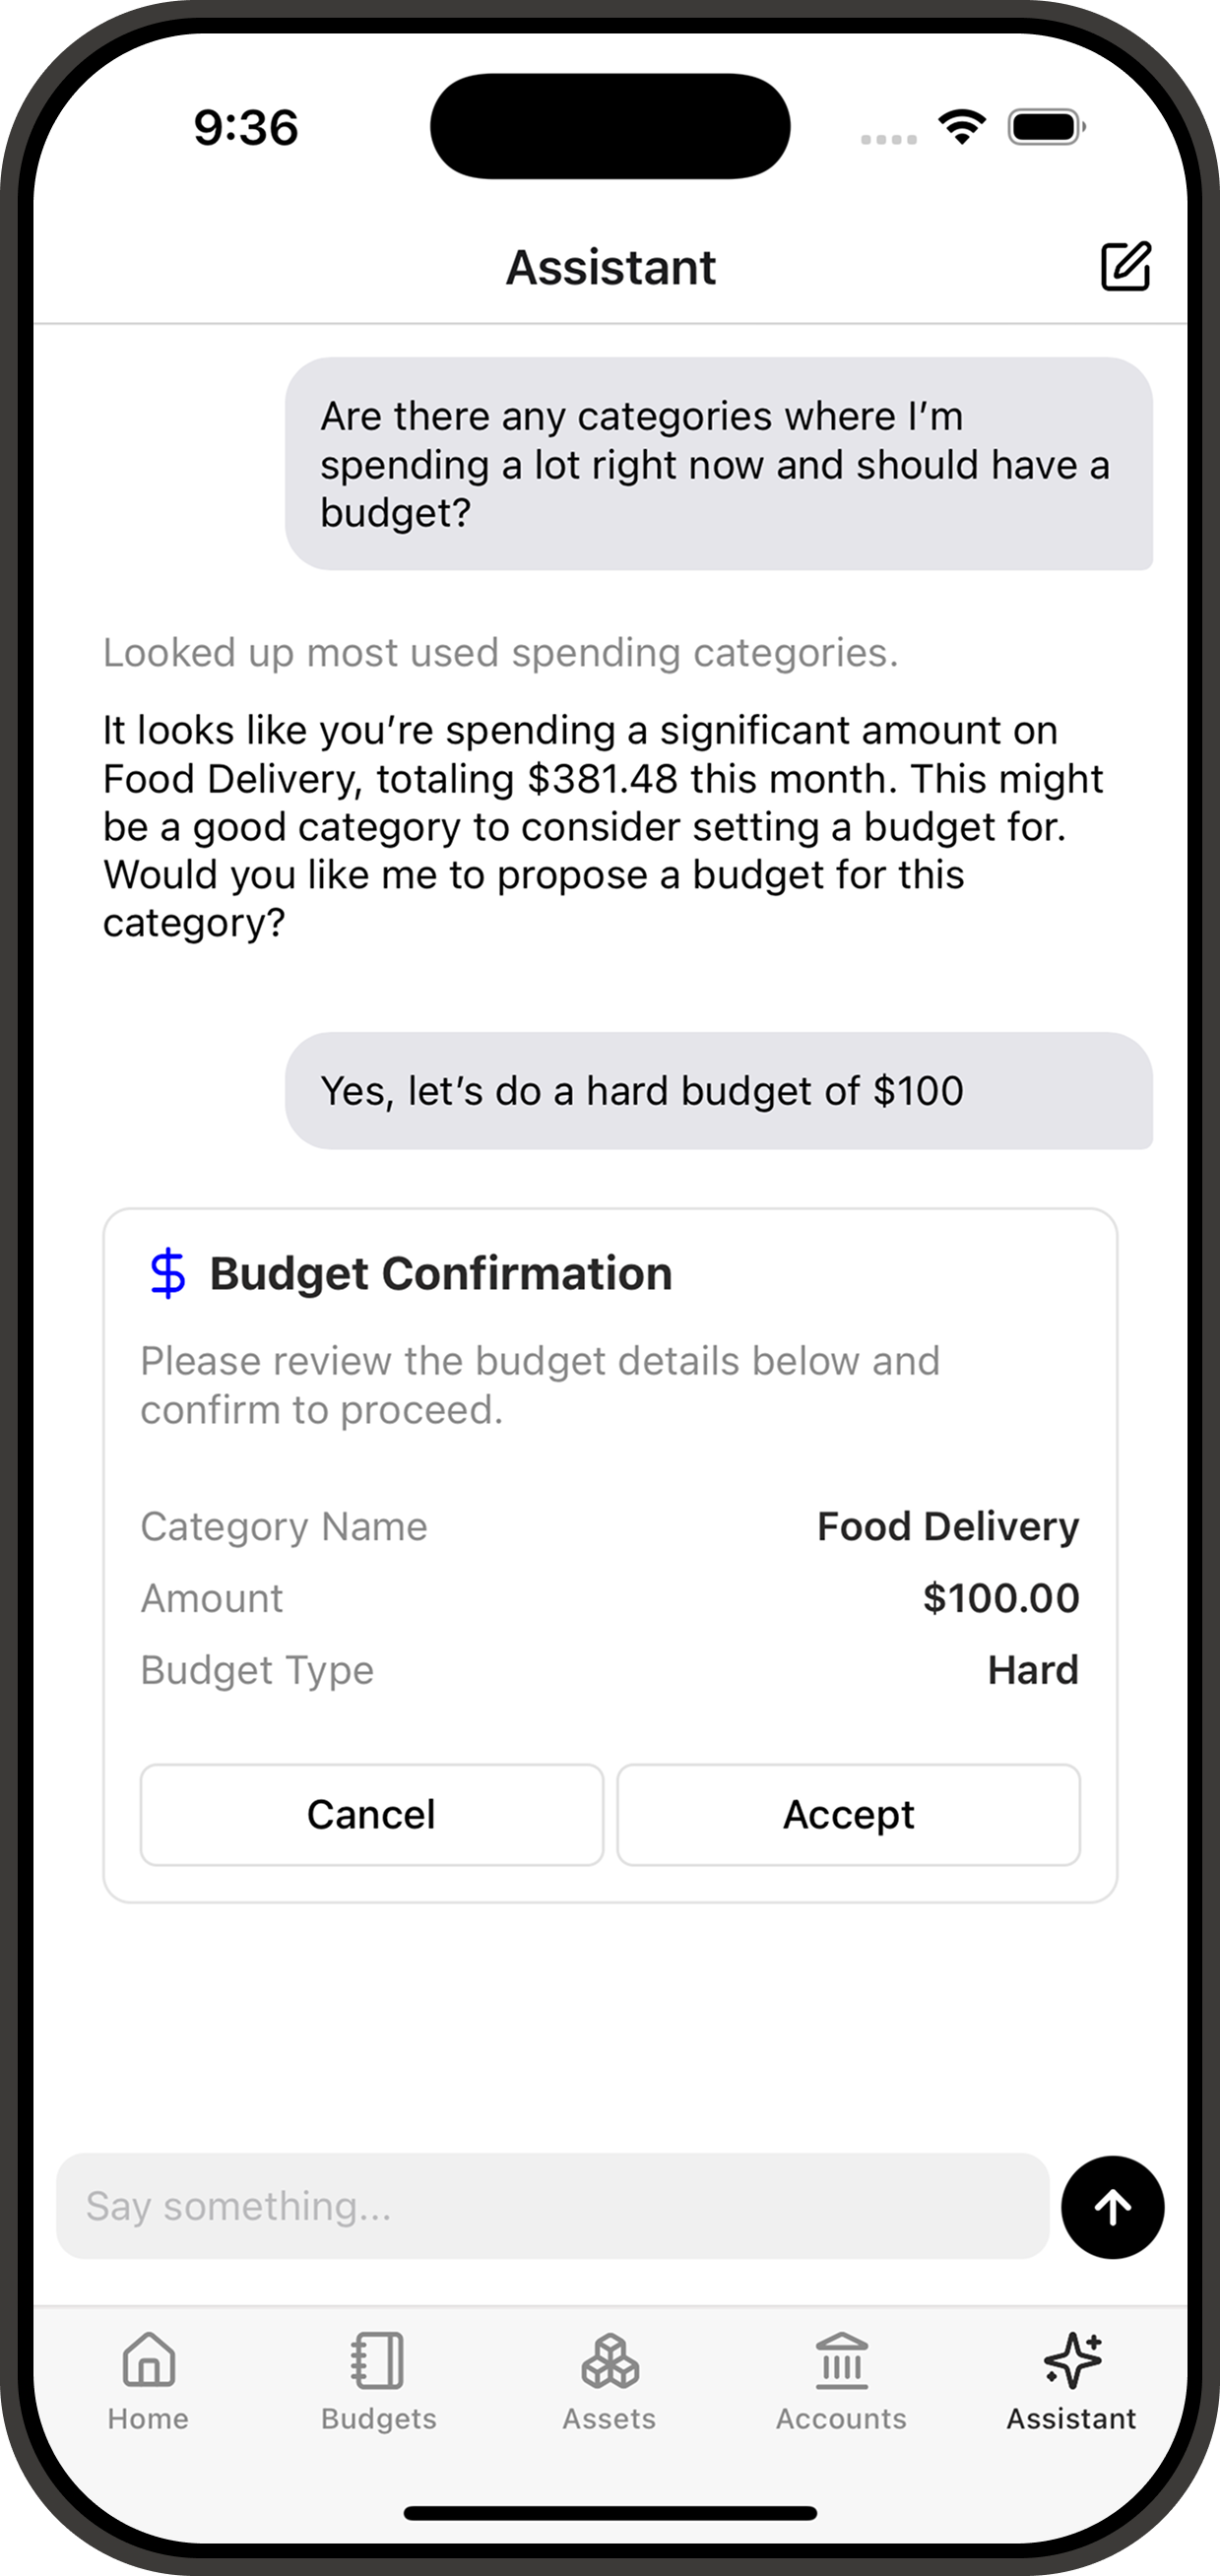 9:36
Assistant
Are there any categories where I’m
spending a lot right now and should have a
budget?
Looked up most used spending categories.
It looks like you’re spending a significant amount on
Food Delivery, totaling $381.48 this month. This might
be a good category to consider setting a budget for.
Would you like me to propose a budget for this
category?
Yes, let’s do a hard budget of $100
$ Budget Confirmation
Please review the budget details below and
confirm to proceed.
Category Name Food Delivery
Amount $100.00
Budget Type Hard
Cancel Accept
Say something...
Home Budgets Assets Accounts Assistant